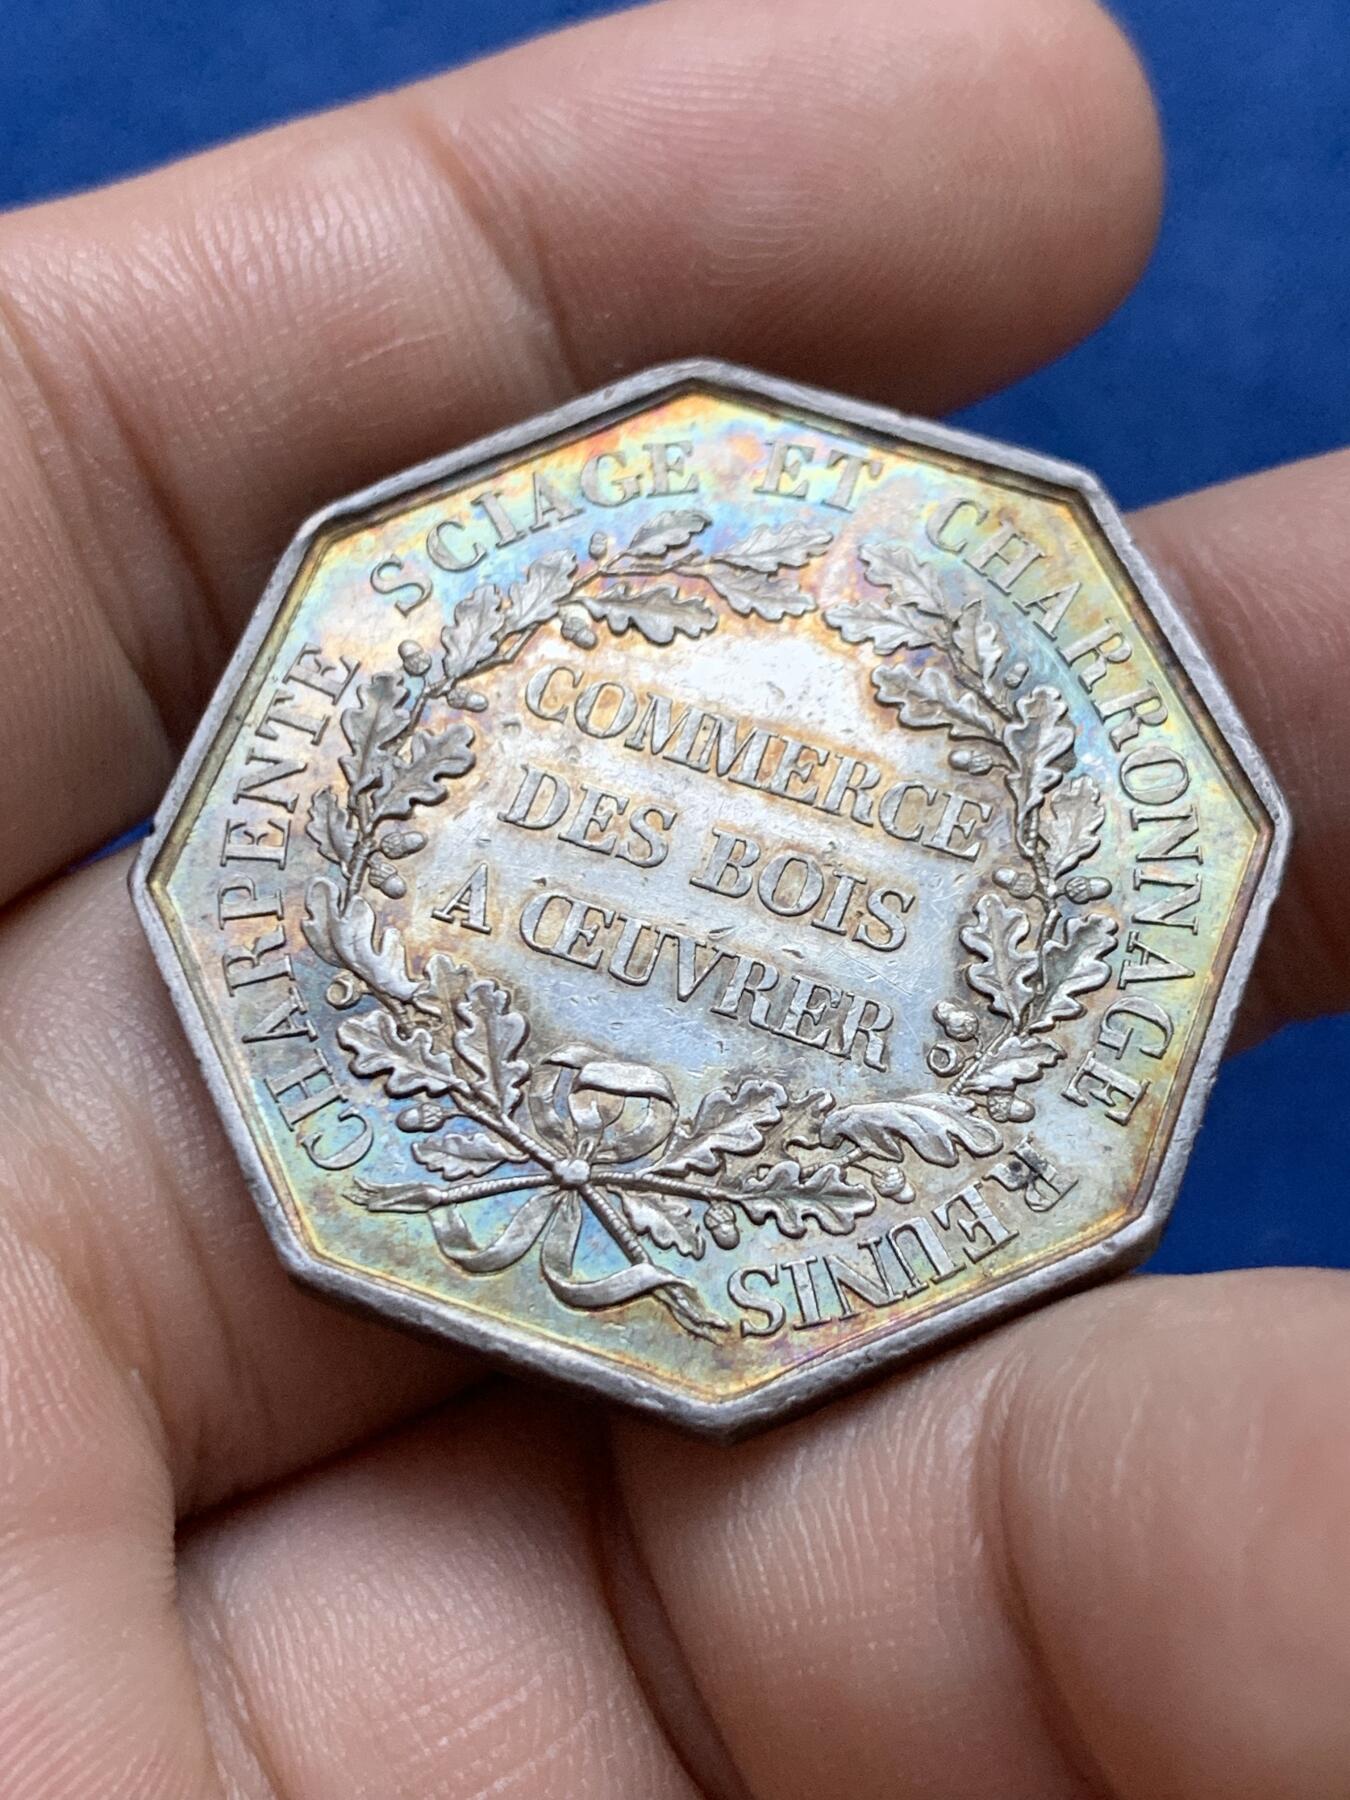 CHARPENTE SCIAGE ET CHARRONNAGE REUNIS
COMMERCE
DES BOIS
A ŒUVRER